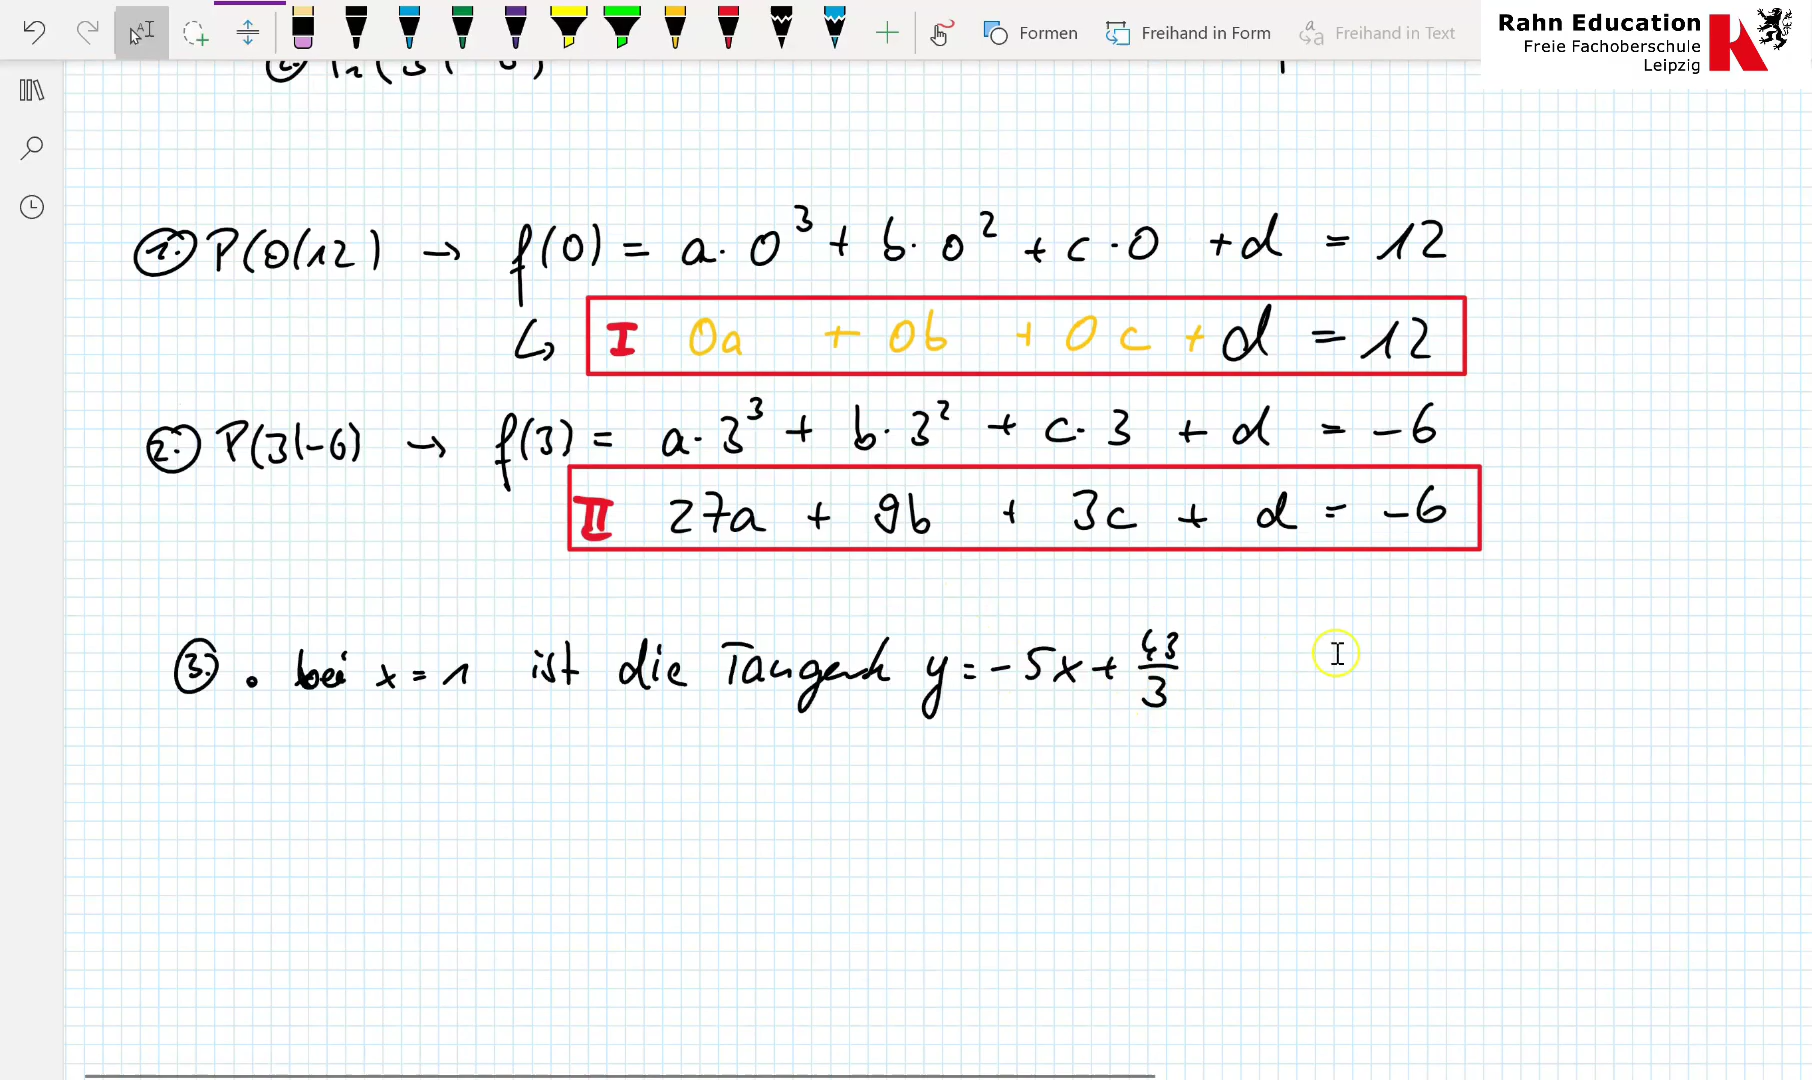 Formen Freihand in Form Freihand in Text
Rahn Education
Freie Fachoberschule
Leipzig
1. P(0|12) → f(0) = a·0³ + b·0² + c·0 + d = 12
↳ I 0a + 0b + 0c + d = 12
2. P(3|-6) → f(3) = a·3³ + b·3² + c·3 + d = -6
II 27a + 9b + 3c + d = -6
3. • bei x = 1 ist die Tangente y = -5x + 43/3